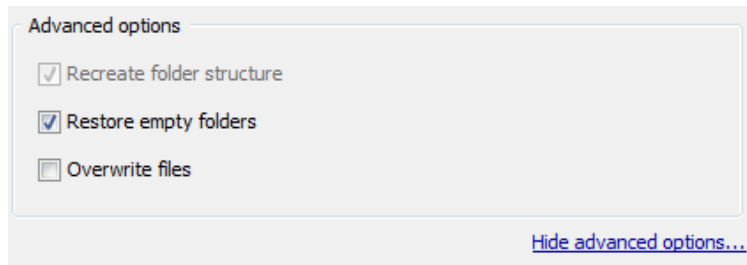 Advanced options
Recreate folder structure
Restore empty folders
Overwrite files
Hide advanced options...